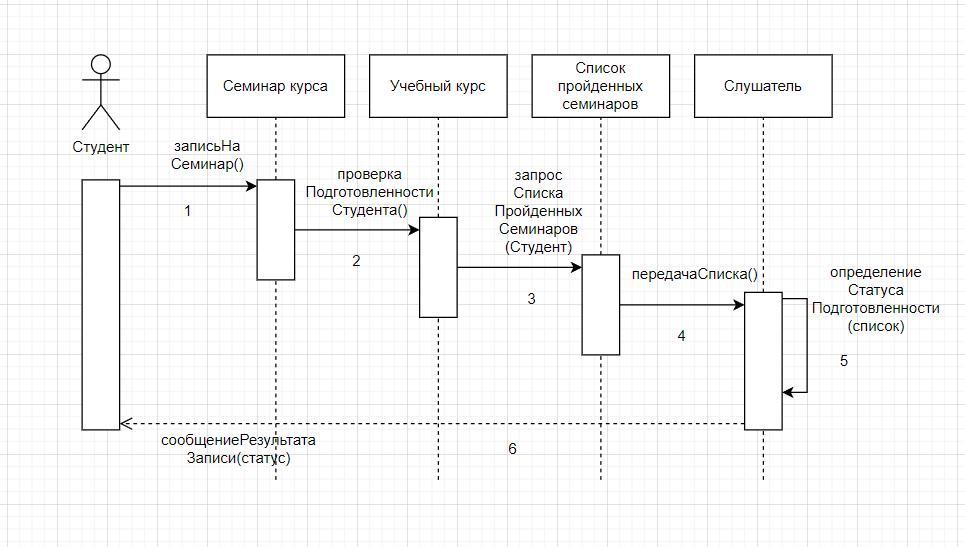 Семинар курса
Учебный курс
Список
пройденных
семинаров
Слушатель
Студент
записьНа
Семинар()
1
проверка
Подготовленности
Студента()
2
запрос
Списка
Пройденных
Семинаров
(Студент)
3
передачаСписка()
4
определение
Статуса
Подготовленности
(список)
5
сообщениеРезультата
Записи(статус)
6